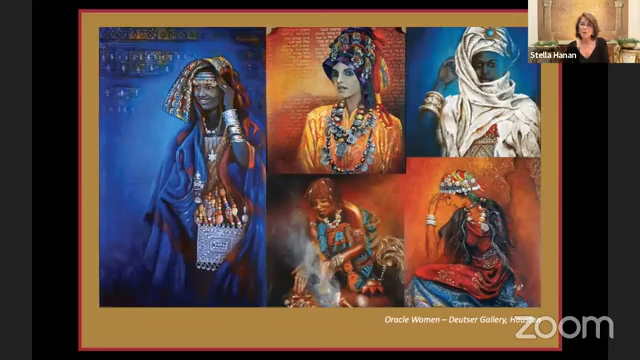 Stella Hanan
Oracle Women – Deutser Gallery, Houston
zoom